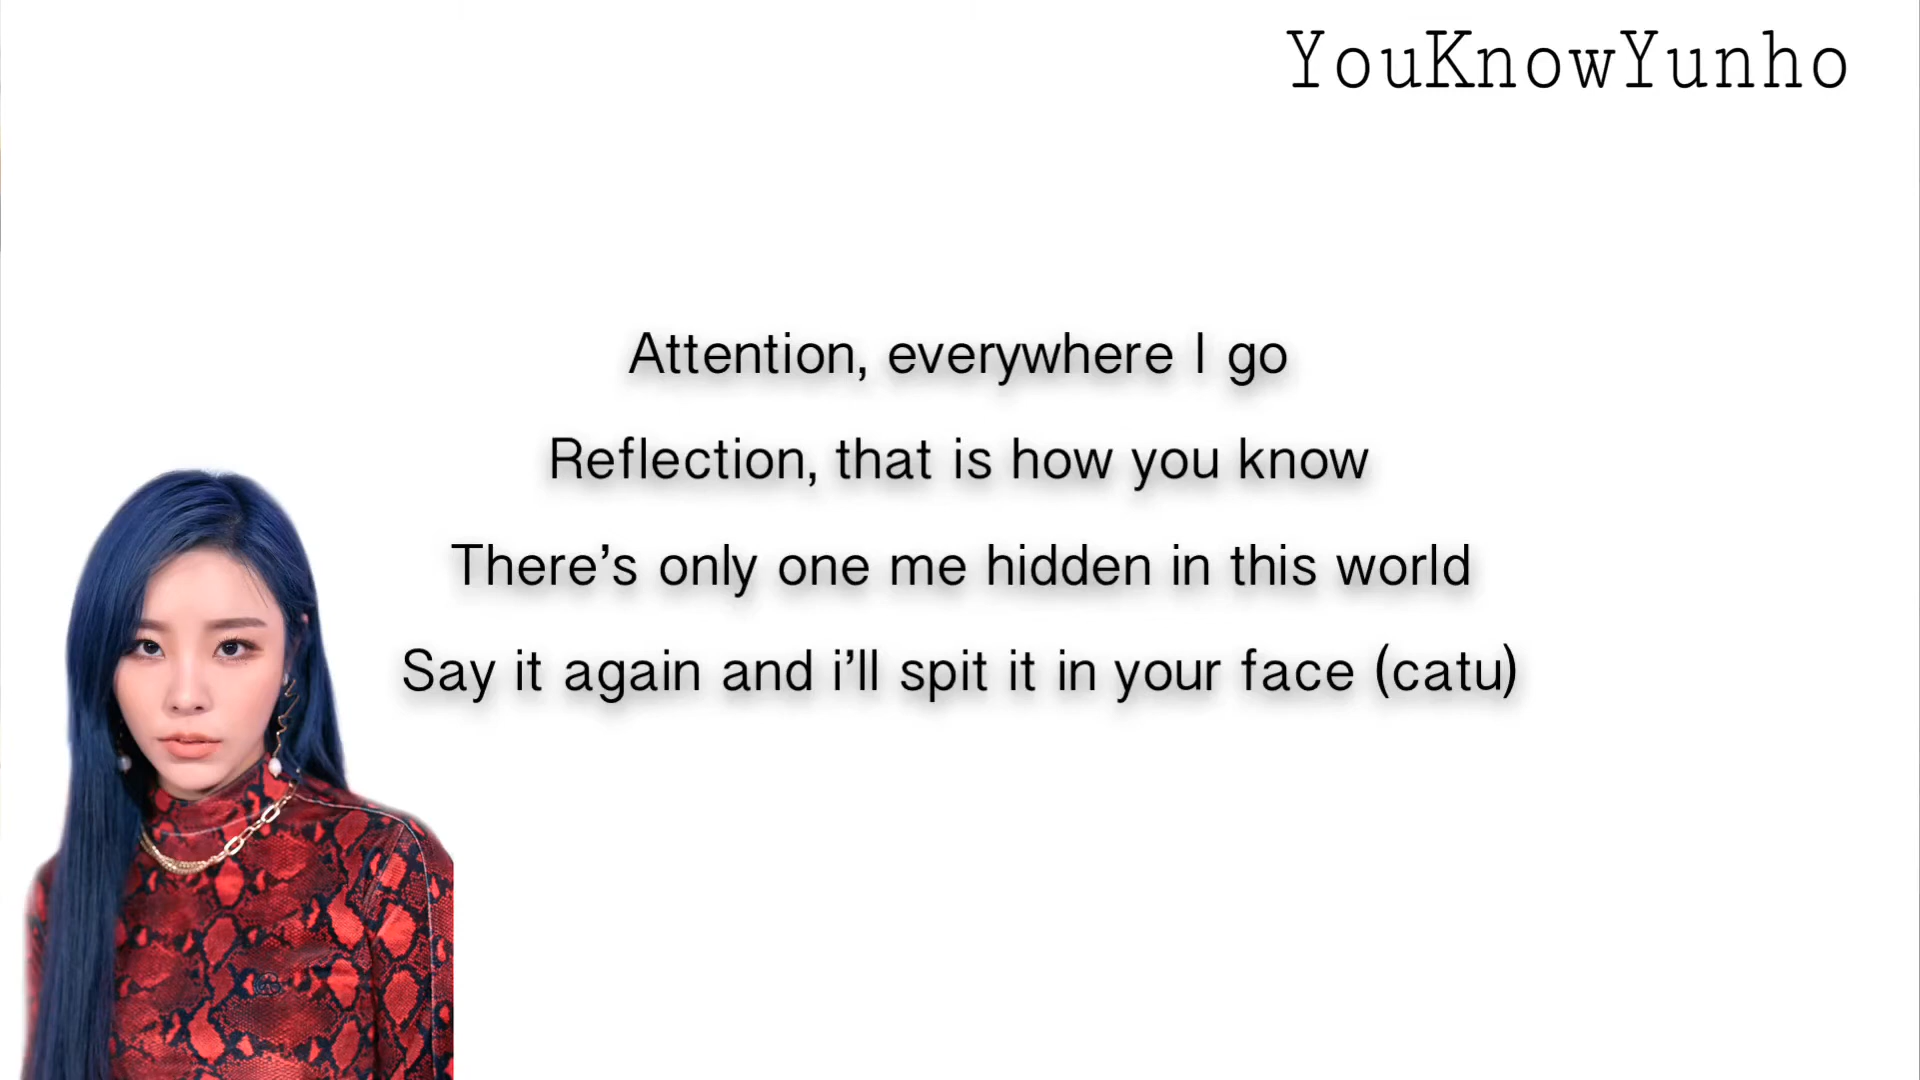 YouKnowYunho
Attention, everywhere I go
Reflection, that is how you know
There’s only one me hidden in this world
Say it again and i’ll spit it in your face (catu)